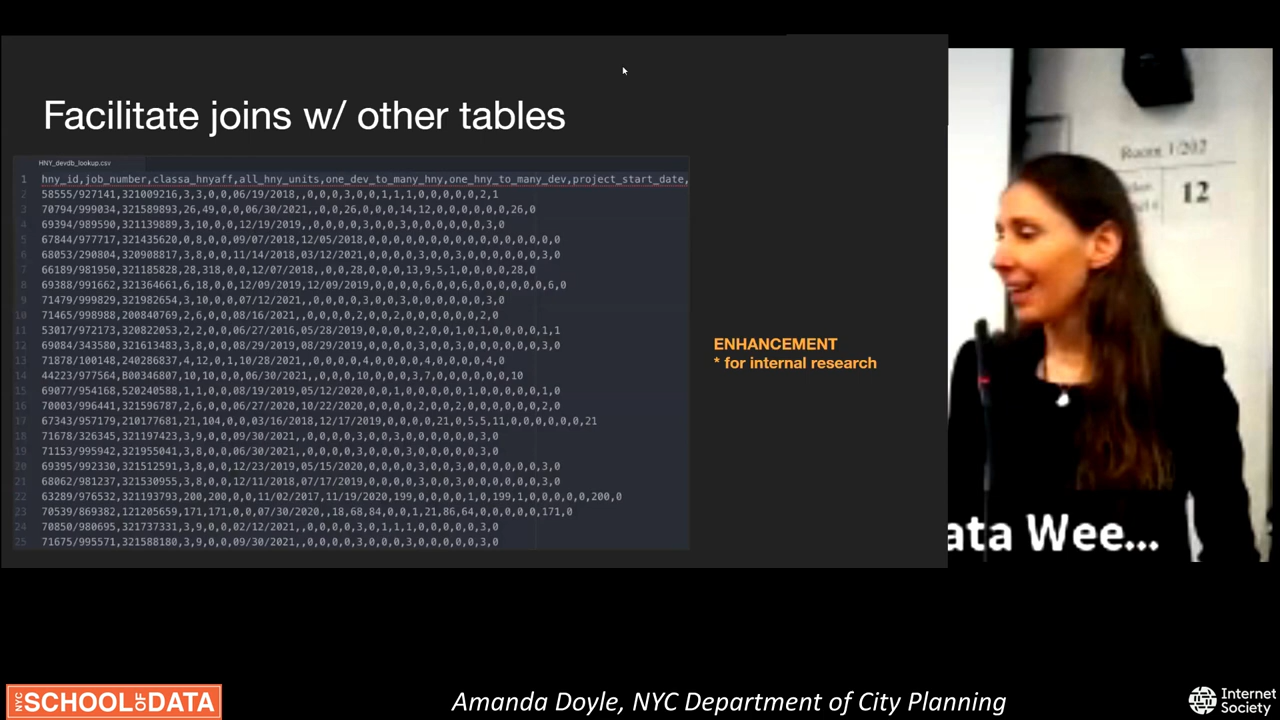 Facilitate joins w/ other tables
HNY_devdb_lookup.csv
1 hny_id,job_number,classa_hnyaff,all_hny_units,one_dev_to_many_hny,one_hny_to_many_dev,project_start_date,
2 58555/927141,321009216,3,3,0,0,06/19/2018,,0,0,0,3,0,0,1,1,1,0,0,0,0,2,1
3 70794/999034,321589893,26,49,0,0,06/30/2021,,0,0,26,0,0,0,14,12,0,0,0,0,0,26,0
4 69394/989590,321139889,3,10,0,0,12/19/2019,,0,0,0,0,3,0,0,3,0,0,0,0,0,3,0
5 67844/977717,321435620,0,8,0,0,09/07/2018,12/05/2018,0,0,0,0,0,0,0,0,0,0,0,0,0,0,0
6 68053/290804,320908817,3,8,0,0,11/14/2018,03/12/2021,0,0,0,0,3,0,0,3,0,0,0,0,0,3,0
7 66189/981950,321185828,28,318,0,0,12/07/2018,,0,0,28,0,0,0,13,9,5,1,0,0,0,28,0
8 69388/991662,321364661,6,18,0,0,12/09/2019,12/09/2019,0,0,0,0,6,0,0,6,0,0,0,0,0,6,0
9 71479/999829,321982654,3,10,0,0,07/12/2021,,0,0,0,0,3,0,0,3,0,0,0,0,0,3,0
10 71465/998988,200840769,2,6,0,0,08/16/2021,,0,0,0,0,2,0,0,2,0,0,0,0,0,2,0
11 53017/972173,320822053,2,2,0,0,06/27/2016,05/28/2019,0,0,0,0,2,0,0,1,0,1,0,0,0,0,1,1
12 69084/343580,321613483,3,8,0,0,08/29/2019,08/29/2019,0,0,0,0,3,0,0,3,0,0,0,0,0,3,0
13 71878/100148,240286837,4,12,0,1,10/28/2021,,0,0,0,0,4,0,0,0,4,0,0,0,0,4,0
14 44223/977564,B00346807,10,10,0,0,06/30/2021,,0,0,0,10,0,0,0,3,7,0,0,0,0,0,10
15 69077/954168,520240588,1,1,0,0,08/19/2019,05/12/2020,0,0,1,0,0,0,0,0,1,0,0,0,0,1,0
16 70003/996441,321596787,2,6,0,0,06/27/2020,10/22/2020,0,0,0,0,2,0,0,2,0,0,0,0,0,2,0
17 67343/957179,210177681,21,104,0,0,03/16/2018,12/17/2019,0,0,0,0,21,0,5,5,11,0,0,0,0,0,21
18 71678/326345,321197423,3,9,0,0,09/30/2021,,0,0,0,0,3,0,0,3,0,0,0,0,0,3,0
19 71153/995942,321955041,3,8,0,0,06/30/2021,,0,0,0,0,3,0,0,3,0,0,0,0,0,3,0
20 69395/992330,321512591,3,8,0,0,12/23/2019,05/15/2020,0,0,0,0,3,0,0,3,0,0,0,0,0,3,0
21 68062/981237,321530955,3,8,0,0,12/11/2018,07/17/2019,0,0,0,0,3,0,0,3,0,0,0,0,0,3,0
22 63289/976532,321193793,200,200,0,0,11/02/2017,11/19/2020,199,0,0,0,0,1,0,199,1,0,0,0,0,0,200,0
23 70539/869382,121205659,171,171,0,0,07/30/2020,,18,68,84,0,0,1,21,86,64,0,0,0,0,0,171,0
24 70850/980695,321737331,3,9,0,0,02/12/2021,,0,0,0,0,3,0,1,1,1,0,0,0,0,3,0
25 71675/995571,321588180,3,9,0,0,09/30/2021,,0,0,0,0,3,0,0,3,0,0,0,0,0,3,0
ENHANCEMENT
* for internal research
Room 1/202
12
ata Wee...
NYC SCHOOL OF DATA
Amanda Doyle, NYC Department of City Planning
Internet
Society